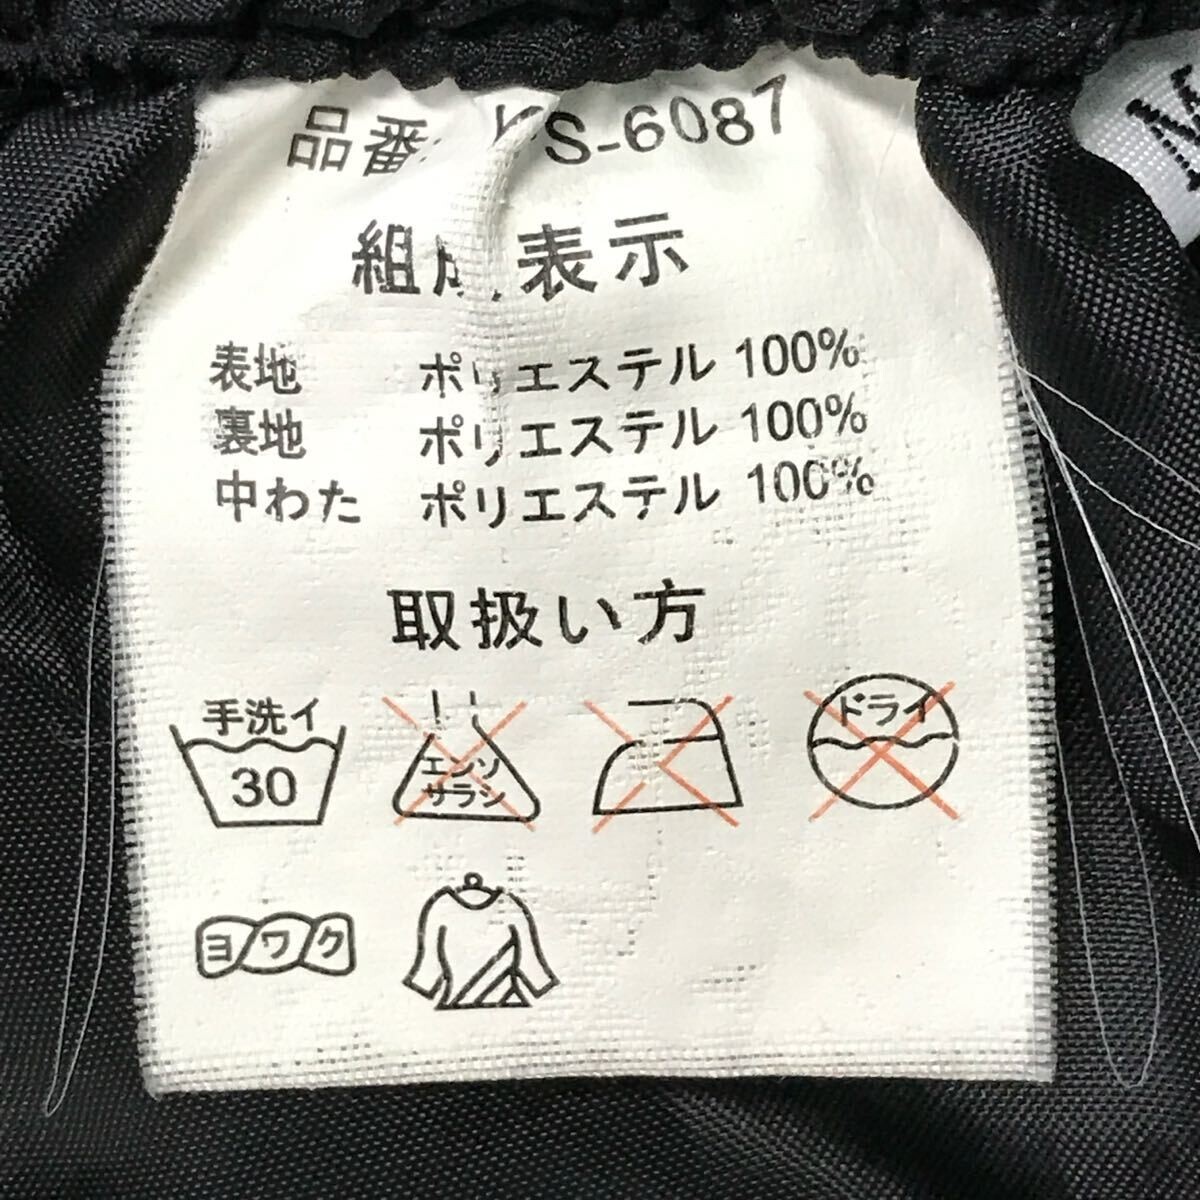 品番: KS-6087
組成表示
表地 ポリエステル 100%
裏地 ポリエステル 100%
中わた ポリエステル 100%
取扱い方
手洗イ
30
エンソ
サラシ
ドライ
ヨワク
M